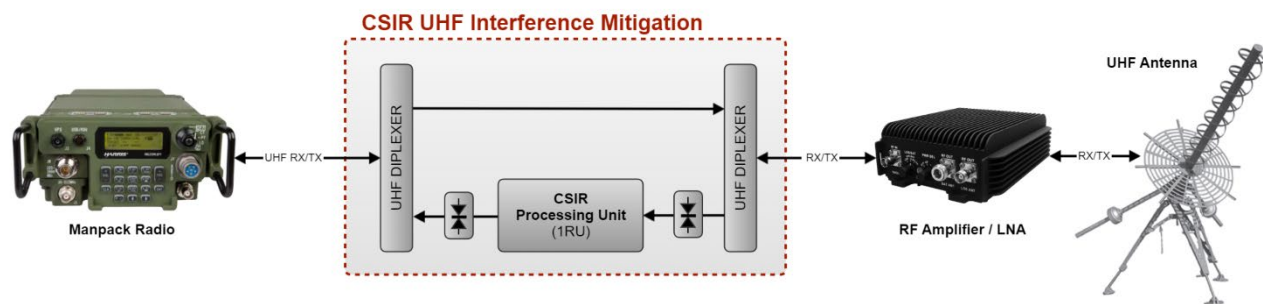 CSIR UHF Interference Mitigation
UHF Antenna
UHF DIPLEXER
UHF DIPLEXER
UHF RX/TX
RX/TX
RX/TX
CSIR
Processing Unit
(1RU)
Manpack Radio
RF Amplifier / LNA
HARRIS